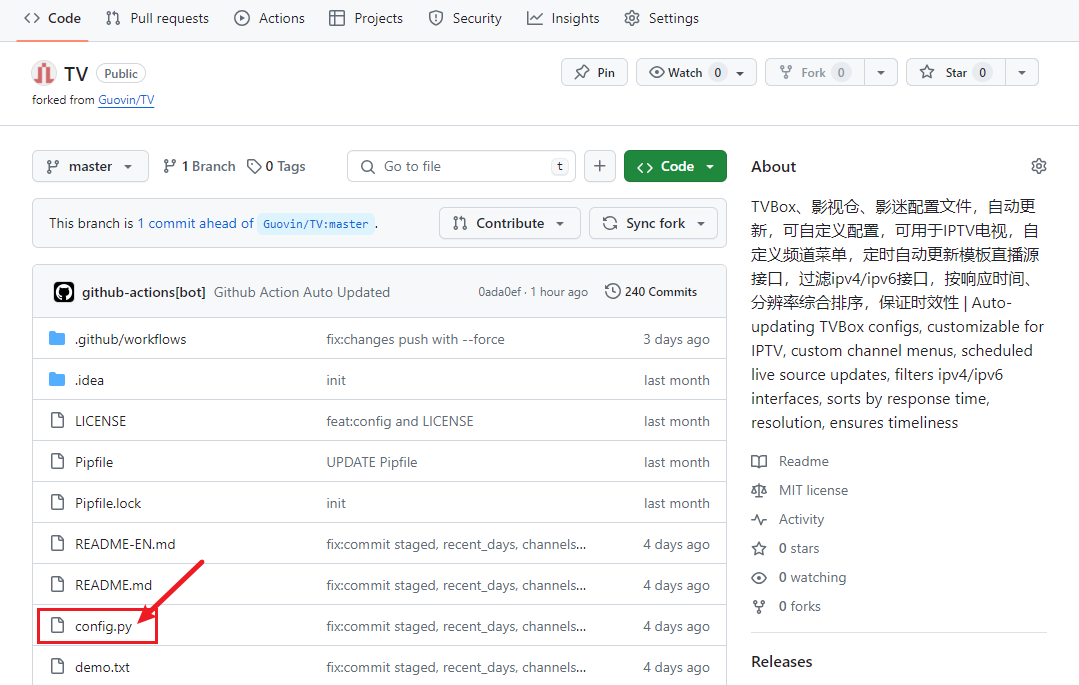 Code Pull requests Actions Projects Security Insights Settings
TV Public
Pin Watch 0 Fork 0 Star 0
forked from Guovin/TV
master 1 Branch 0 Tags Go to file t + Code
This branch is 1 commit ahead of Guovin/TV:master . Contribute Sync fork
github-actions[bot] Github Action Auto Updated 0ada0ef · 1 hour ago 240 Commits
.github/workflows fix:changes push with --force 3 days ago
.idea init last month
LICENSE feat:config and LICENSE last month
Pipfile UPDATE Pipfile last month
Pipfile.lock init last month
README-EN.md fix:commit staged, recent_days, channels... 4 days ago
README.md fix:commit staged, recent_days, channels... 4 days ago
config.py fix:commit staged, recent_days, channels... 4 days ago
demo.txt fix:commit staged, recent_days, channels... 4 days ago
About
TVBox、影视仓、影迷配置文件，自动更
新，可自定义配置，可用于IPTV电视，自
定义频道菜单，定时自动更新模板直播源
接口，过滤ipv4/ipv6接口，按响应时间、
分辨率综合排序，保证时效性 | Auto-
updating TVBox configs, customizable for
IPTV, custom channel menus, scheduled
live source updates, filters ipv4/ipv6
interfaces, sorts by response time,
resolution, ensures timeliness
Readme
MIT license
Activity
0 stars
0 watching
0 forks
Releases